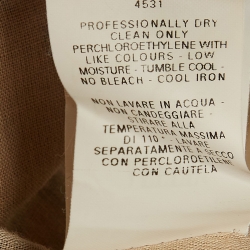 4531
PROFESSIONALLY DRY
CLEAN ONLY
PERCHLOROETHYLENE WITH
LIKE COLOURS - LOW
MOISTURE - TUMBLE COOL -
NO BLEACH - COOL IRON
NON LAVARE IN ACQUA -
NON CANDEGGIARE -
STIRARE ALLA
TEMPERATURA MASSIMA
DI 110° - LAVARE
SEPARATAMENTE A SECCO
CON PERCLOROETILENE
CON CAUTELA